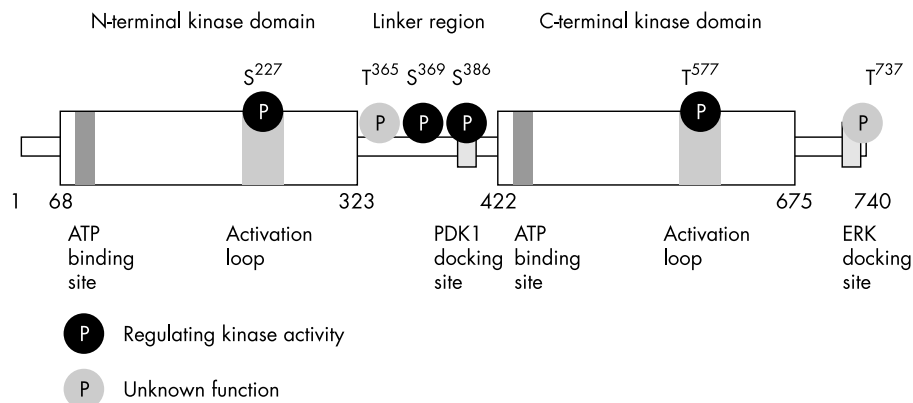 N-terminal kinase domain Linker region C-terminal kinase domain
S227 T365 S369 S386 T577 T737
P P P P P P
1 68 323 422 675 740
ATP binding site
Activation loop
PDK1 docking site
ATP binding site
Activation loop
ERK docking site
P Regulating kinase activity
P Unknown function